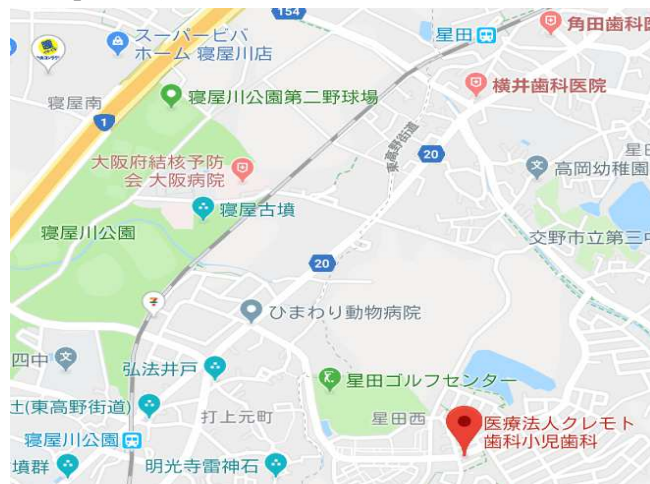 154
スーパービバ
ホーム 寝屋川店
星田
角田歯科医
寝屋南
寝屋川公園第二野球場
横井歯科医院
1
大阪府結核予防
会 大阪病院
東高野街道
20
星田
高岡幼稚園
寝屋古墳
寝屋川公園
交野市立第三中
20
ひまわり動物病院
四中
弘法井戸
星田ゴルフセンター
辻(東高野街道)
打上元町
星田西
医療法人クレモト
歯科小児歯科
寝屋川公園
墳群
明光寺雷神石